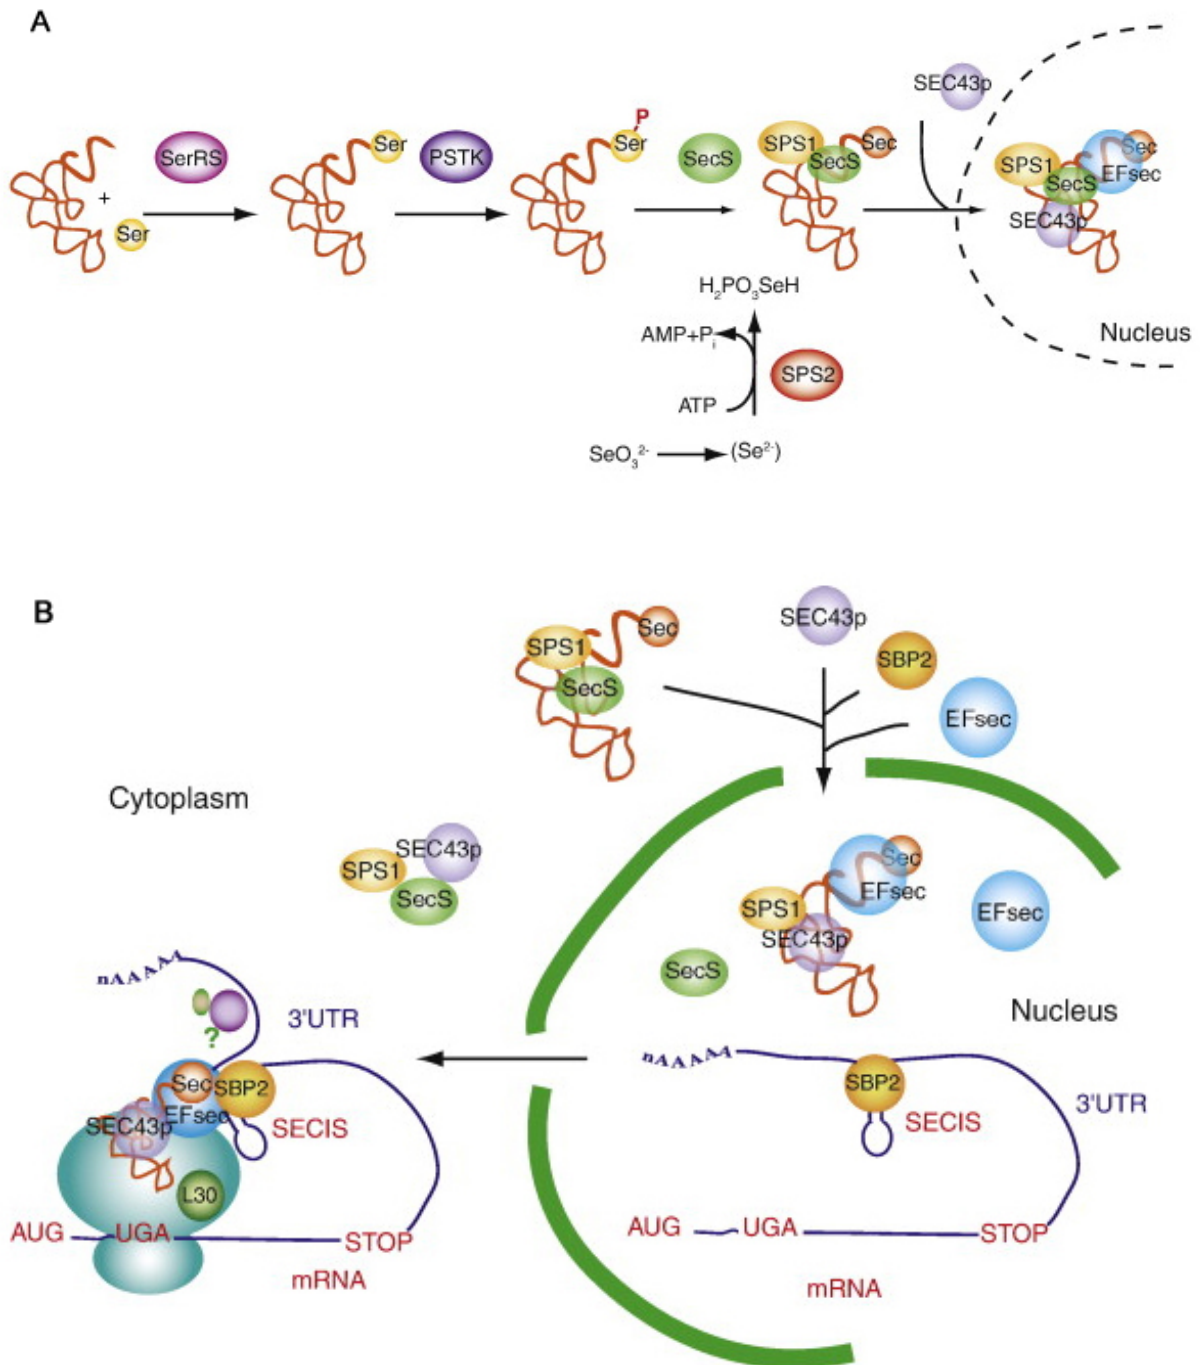 A
SEC43p
SerRS
Ser
PSTK
P
Ser
SecS
SPS1
SecS
Sec
SPS1
SecS
Sec
EFsec
SEC43p
+
Ser
H₂PO₃SeH
Nucleus
AMP+Pᵢ
SPS2
ATP
SeO₃²⁻
(Se²⁻)
B
SPS1
Sec
SecS
SEC43p
SBP2
EFsec
Cytoplasm
SEC43p
SPS1
SecS
Sec
EFsec
SPS1
SEC43p
EFsec
SecS
Nucleus
nAAAAA
?
3'UTR
Sec
SBP2
EFsec
SEC43p
SECIS
L30
AUG
UGA
STOP
mRNA
nAAAAA
SBP2
3'UTR
SECIS
AUG
UGA
STOP
mRNA